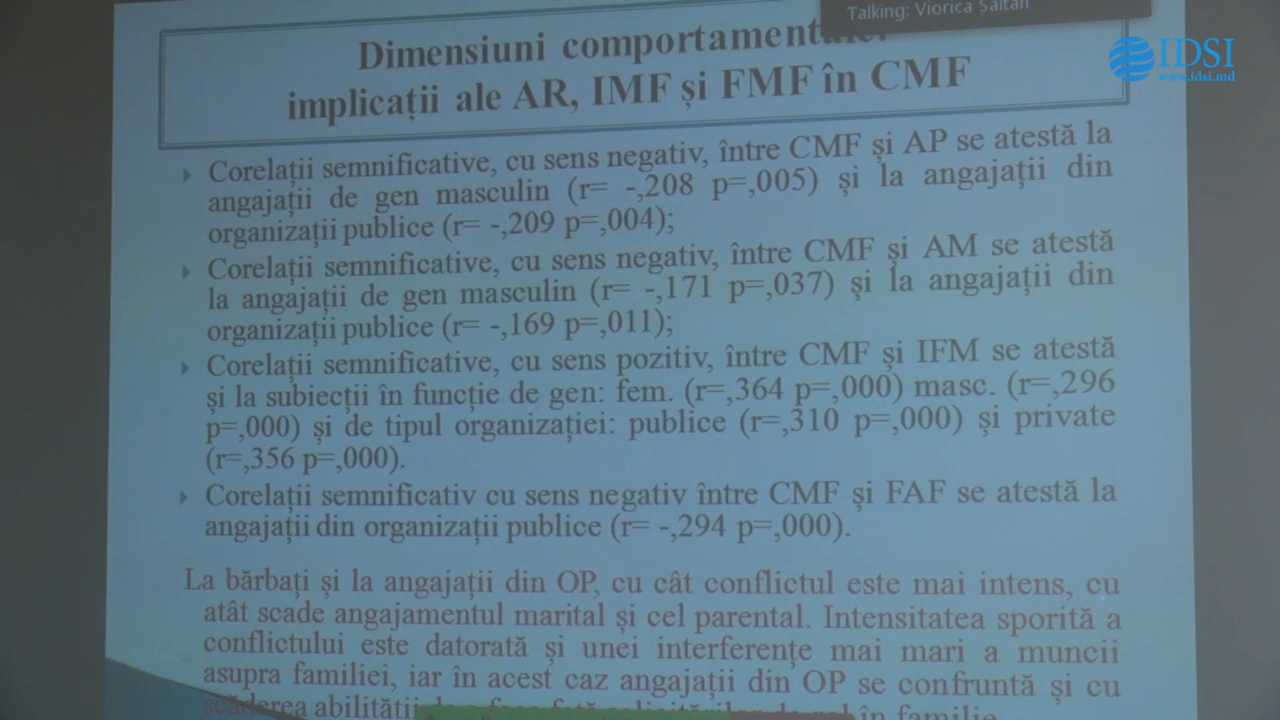 Talking: Viorica Șaltan
IDSI
www.idsi.md
Dimensiuni
implicații ale AR, IMF și FMF în CMF
Corelații semnificative, cu sens negativ, între CMF și AP se atestă la
angajații de gen masculin (r= -,208 p=,005) și la angajații din
organizații publice (r= -,209 p=,004);
Corelații semnificative, cu sens negativ, între CMF și AM se atestă
la angajații de gen masculin (r= -,171 p=,037) și la angajații din
organizații publice (r= -,169 p=,011);
Corelații semnificative, cu sens pozitiv, între CMF și IFM se atestă
și la subiecții în funcție de gen: fem. (r=,364 p=,000) masc. (r=,296
p=,000) și de tipul organizației: publice (r=,310 p=,000) și private
(r=,356 p=,000).
Corelații semnificativ cu sens negativ între CMF și FAF se atestă la
angajații din organizații publice (r= -,294 p=,000).
La bărbați și la angajații din OP, cu cât conflictul este mai intens, cu
atât scade angajamentul marital și cel parental. Intensitatea sporită a
conflictului este datorată și unei interferențe mai mari a muncii
asupra familiei, iar în acest caz angajații din OP se confruntă și cu
scăderea abilității în familie